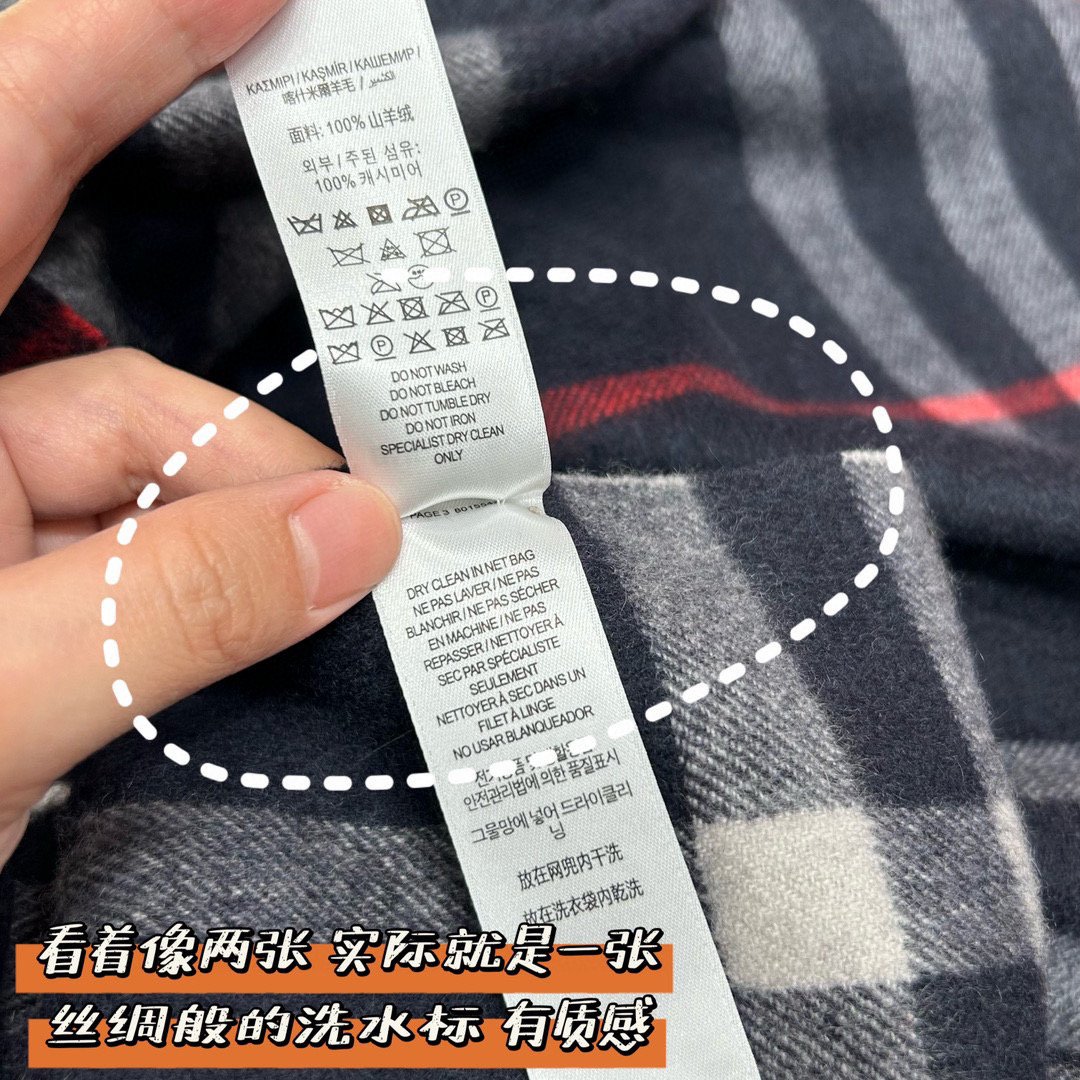 ΚΑΣΜΙΡΙ / KAŞMİR / КАШЕМИР /
喀什米爾羊毛 / الكشمير
面料: 100% 山羊绒
외부 / 주된 섬유:
100% 캐시미어
DO NOT WASH
DO NOT BLEACH
DO NOT TUMBLE DRY
DO NOT IRON
SPECIALIST DRY CLEAN
ONLY
PAGE 3
DRY CLEAN IN NET BAG
NE PAS LAVER / NE PAS
BLANCHIR / NE PAS SÉCHER
EN MACHINE / NE PAS
REPASSER / NETTOYER À
SEC PAR SPÉCIALISTE
SEULEMENT
NETTOYER À SEC DANS UN
FILET À LINGE
NO USAR BLANQUEADOR
안전관리법에 의한 품질표시
그물망에 넣어 드라이클리
닝
放在网兜内干洗
放在洗衣袋内乾洗
看着像两张 实际就是一张
丝绸般的洗水标 有质感